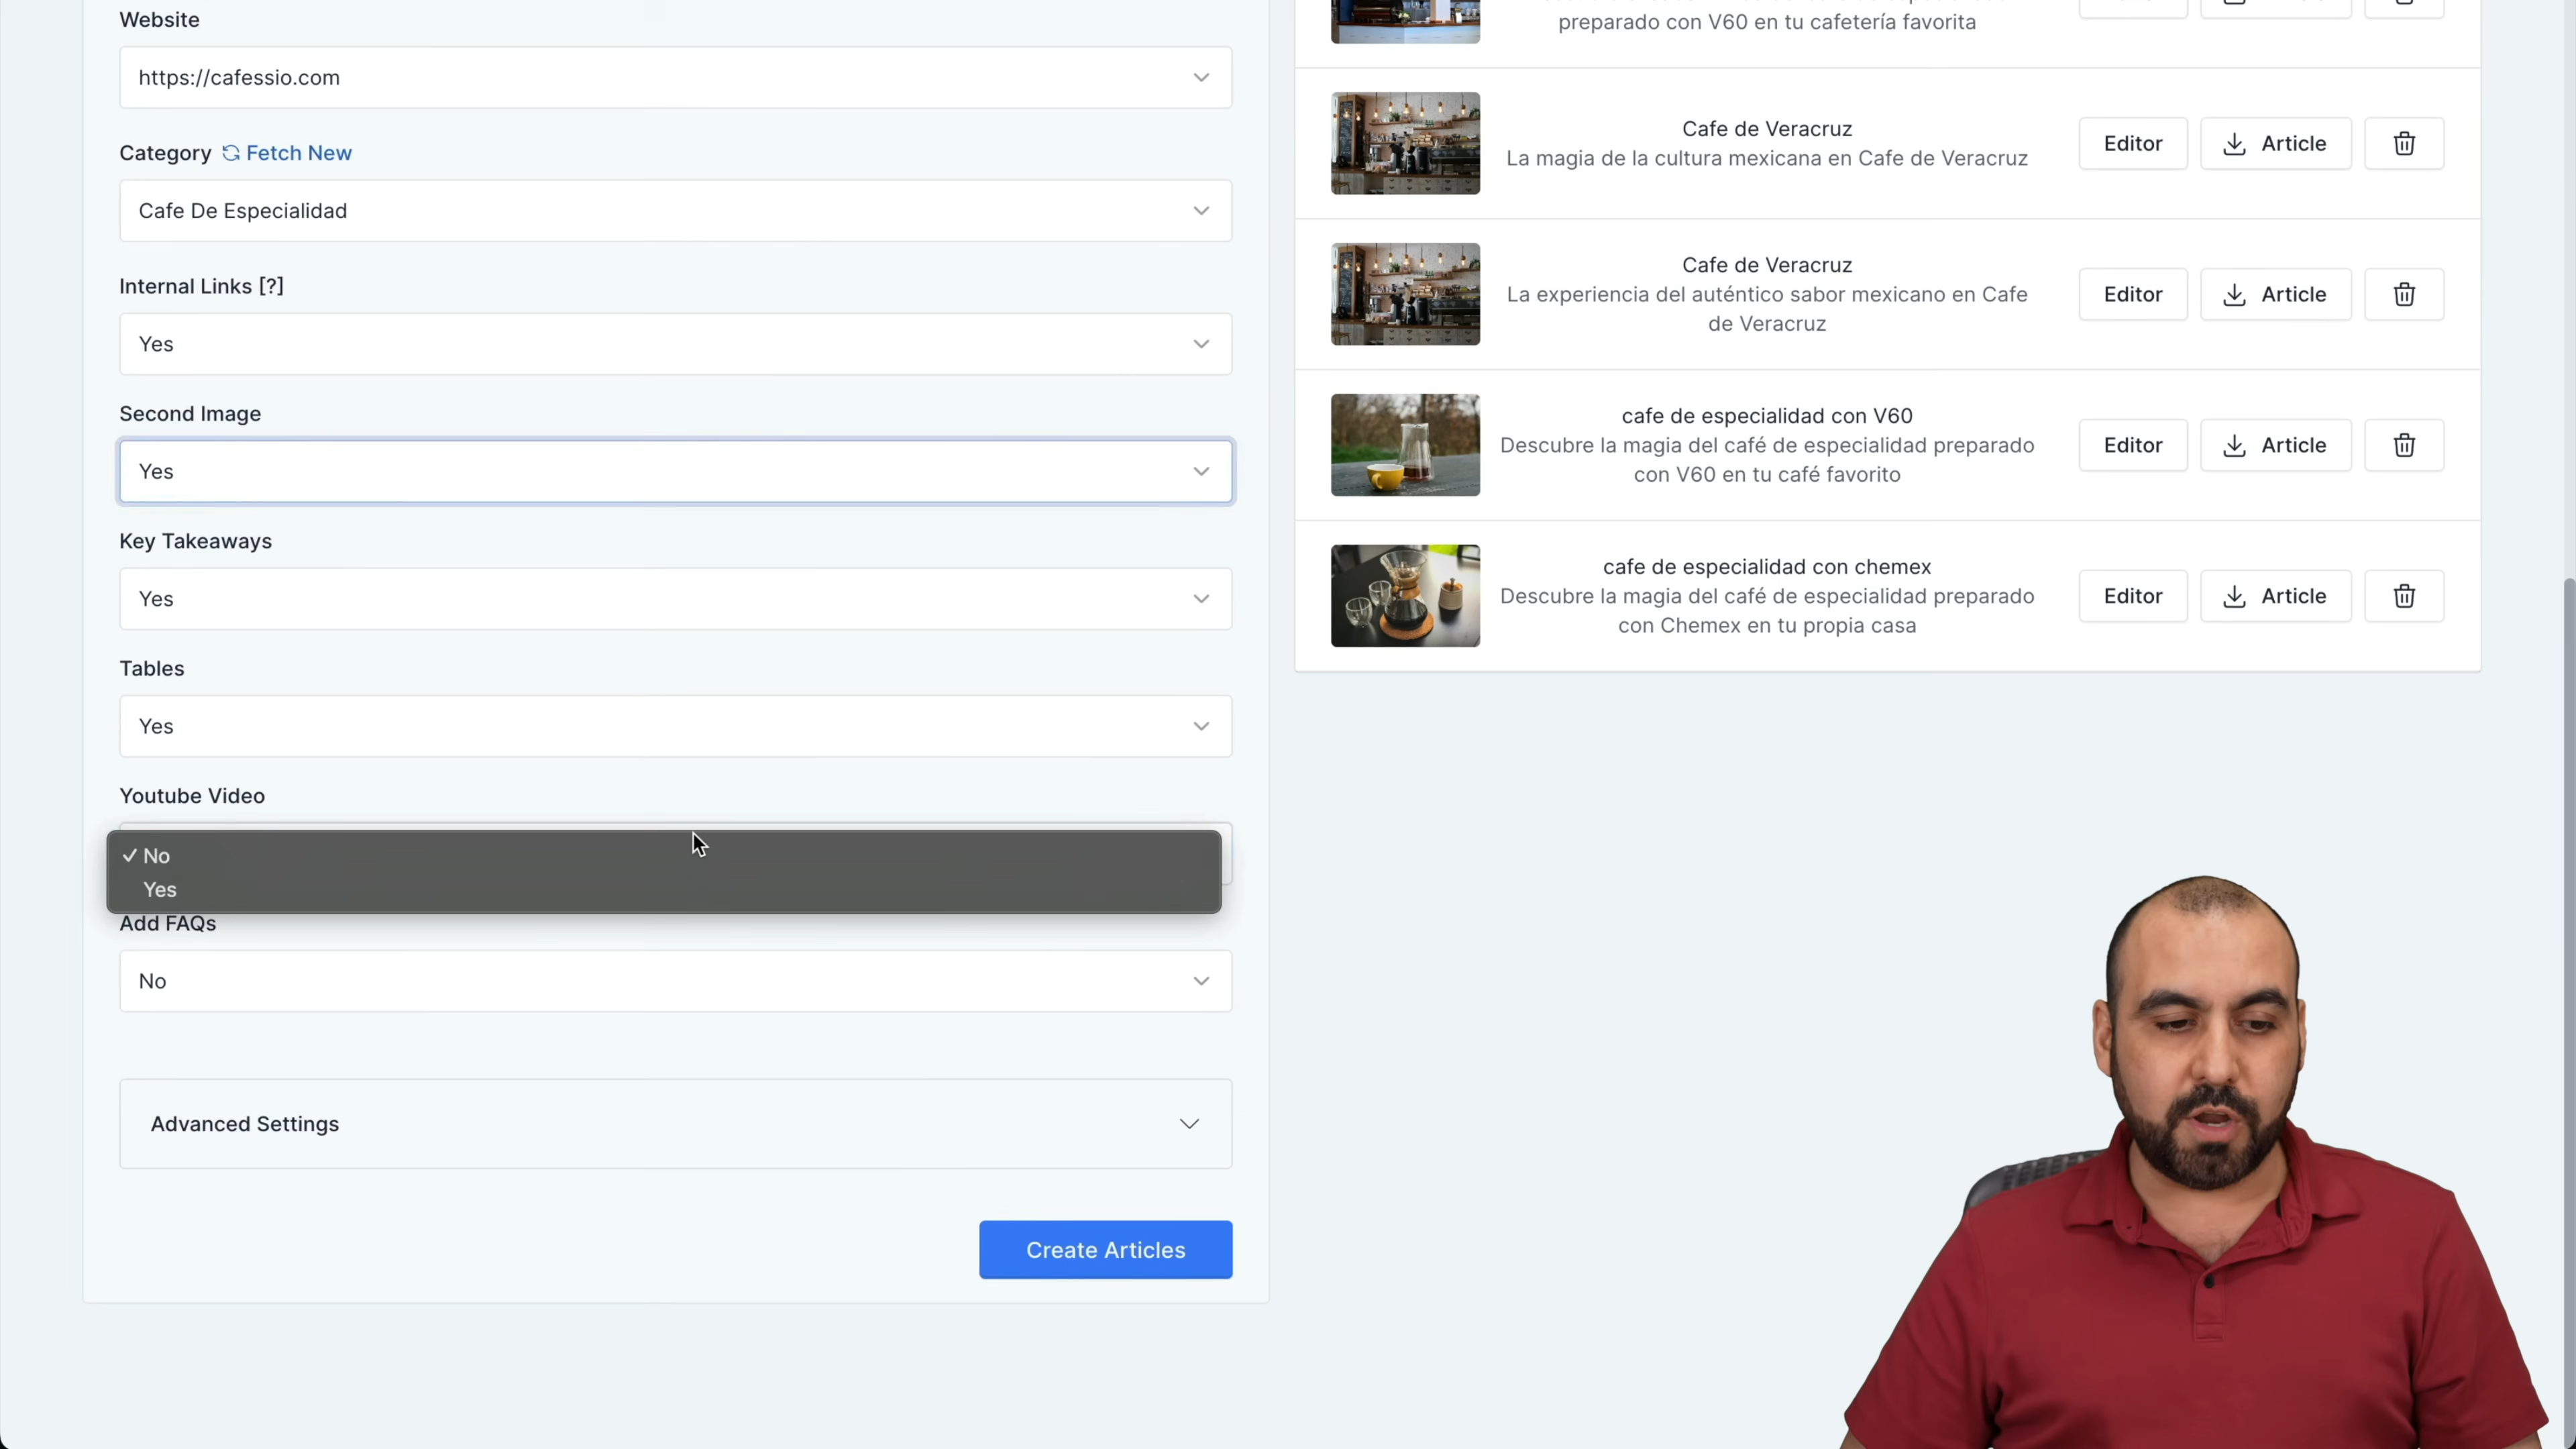 Website
https://cafessio.com
Category Fetch New
Cafe De Especialidad
Internal Links [?]
Yes
Second Image
Yes
Key Takeaways
Yes
Tables
Yes
Youtube Video
No
Yes
Add FAQs
No
Advanced Settings
Create Articles
preparado con V60 en tu cafetería favorita
Cafe de Veracruz
La magia de la cultura mexicana en Cafe de Veracruz
Editor Article
Cafe de Veracruz
La experiencia del auténtico sabor mexicano en Cafe
de Veracruz
Editor Article
cafe de especialidad con V60
Descubre la magia del café de especialidad preparado
con V60 en tu café favorito
Editor Article
cafe de especialidad con chemex
Descubre la magia del café de especialidad preparado
con Chemex en tu propia casa
Editor Article